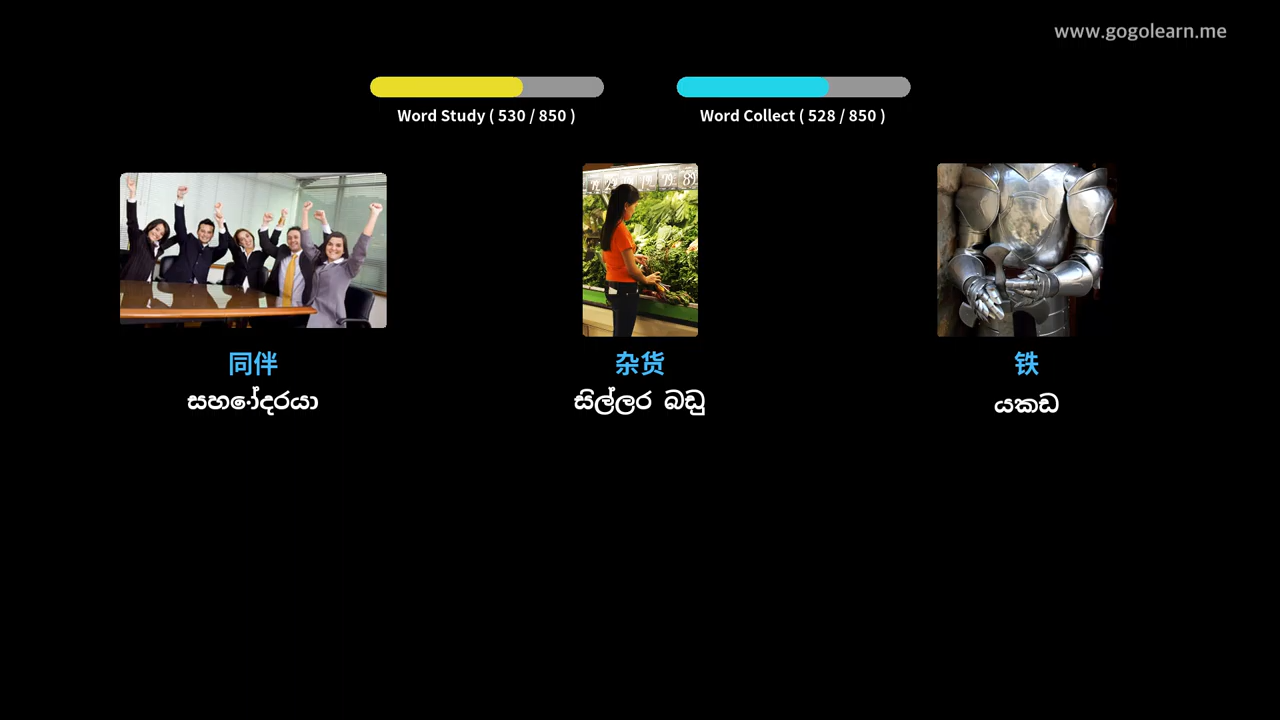 www.gogolearn.me
Word Study ( 530 / 850 )
Word Collect ( 528 / 850 )
同伴
杂货
铁
සහෝදරයා
සිල්ලර බඩු
යකඩ